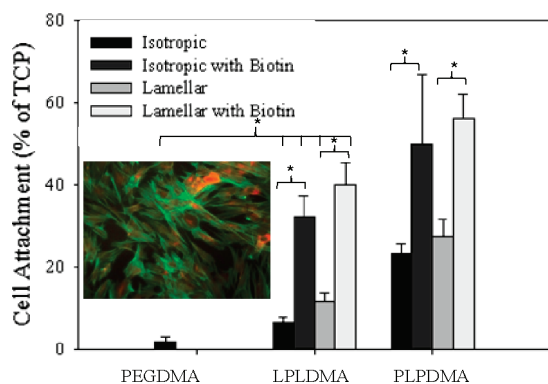 80
60
40
20
0
Cell Attachment (% of TCP)
Isotropic
Isotropic with Biotin
Lamellar
Lamellar with Biotin
*
*
*
*
*
PEGDMA LPLDMA PLPDMA